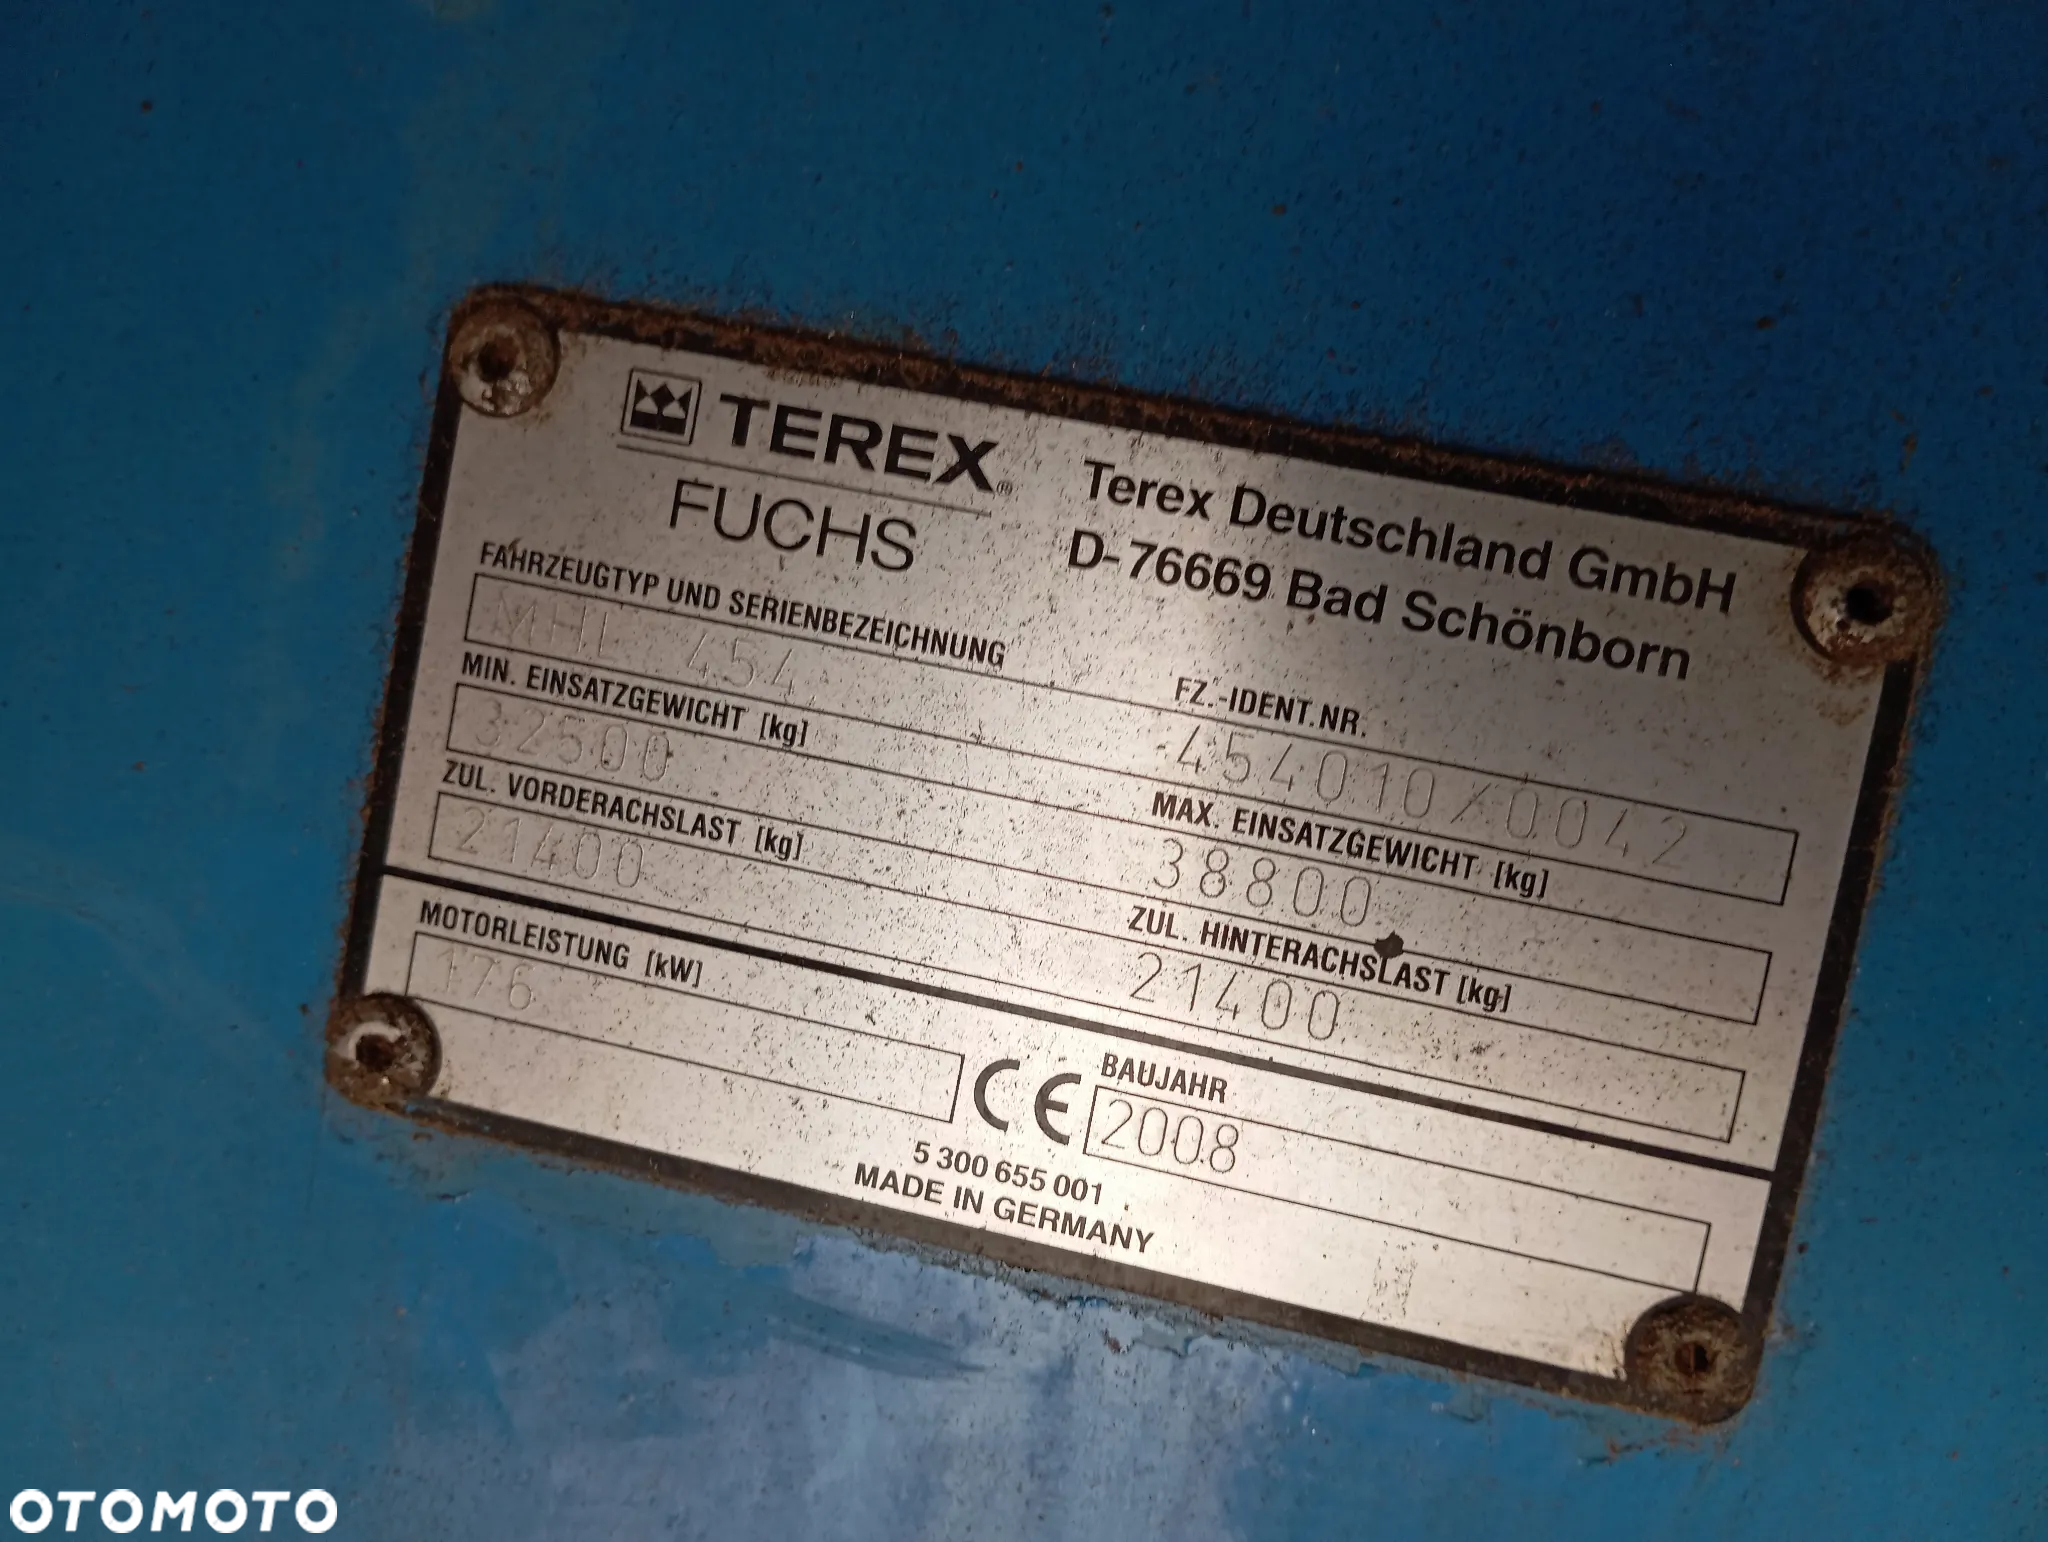 TEREX®
FUCHS
Terex Deutschland GmbH
D-76669 Bad Schönborn
FAHRZEUGTYP UND SERIENBEZEICHNUNG
MHL 454
FZ.-IDENT.NR.
454010/0042
MIN. EINSATZGEWICHT [kg]
32500
MAX. EINSATZGEWICHT [kg]
38800
ZUL. VORDERACHSLAST [kg]
21400
ZUL. HINTERACHSLAST [kg]
21400
MOTORLEISTUNG [kW]
176
CE
BAUJAHR
2008
5 300 655 001
MADE IN GERMANY
OTOMOTO